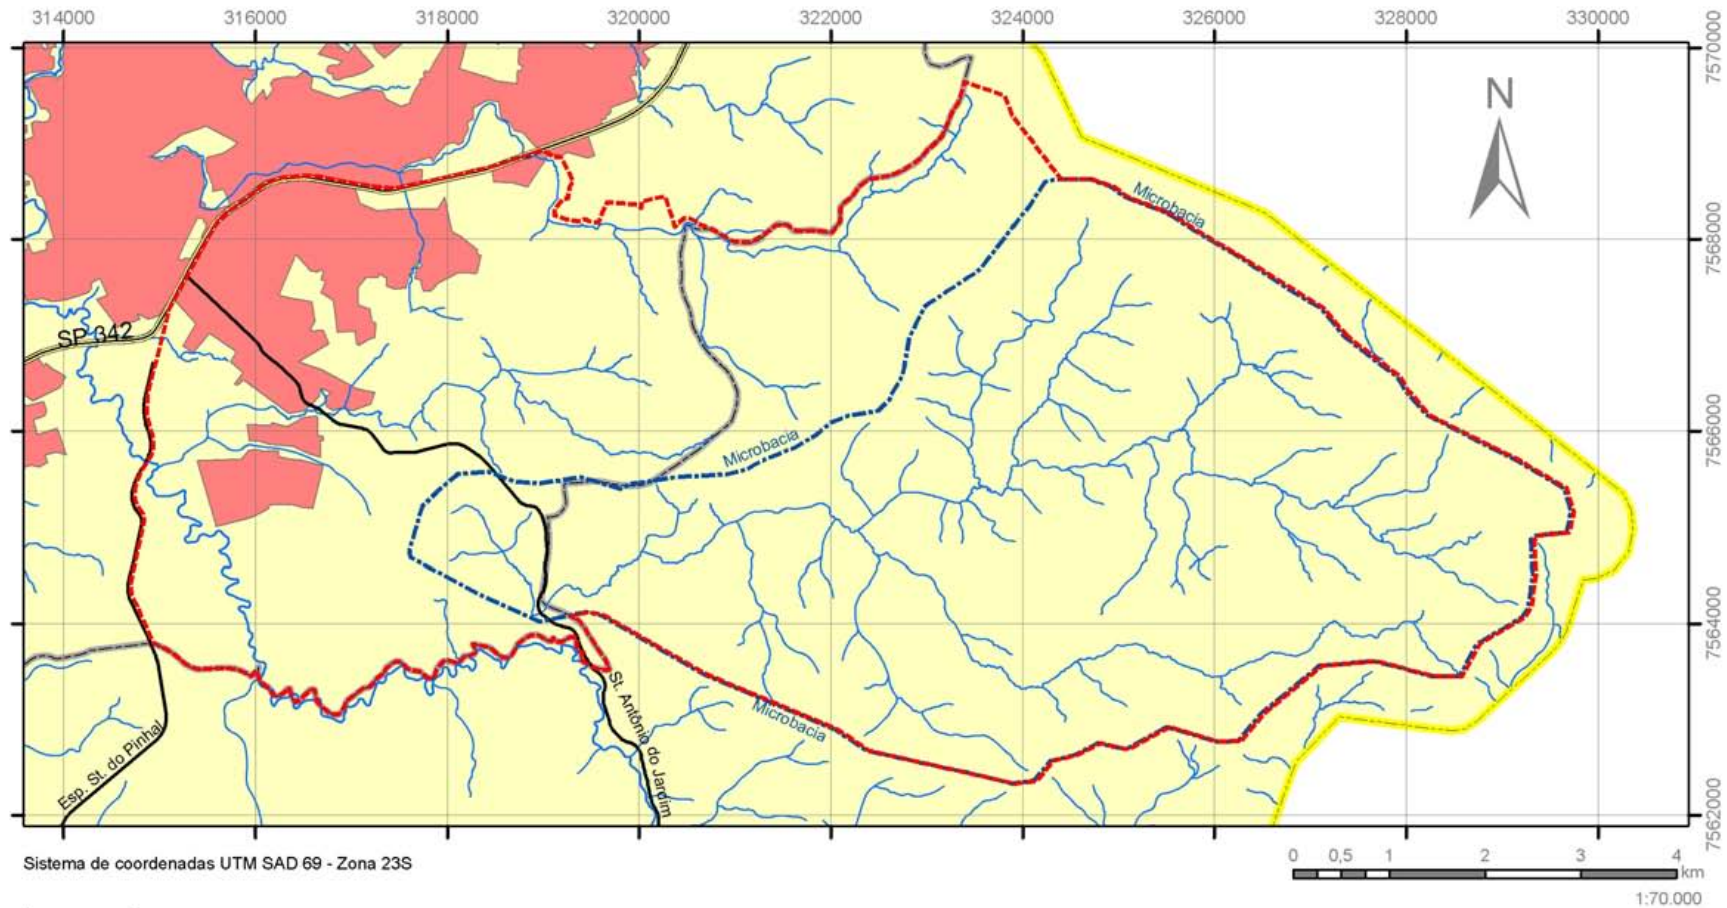 314000 316000 318000 320000 322000 324000 326000 328000 330000
7570000
N
Microbacia
7568000
SP 342
7566000
Microbacia
7564000
St. Antônio do Jardim
Microbacia
Esp. St. do Pinhal
7562000
Sistema de coordenadas UTM SAD 69 - Zona 23S
0 0,5 1 2 3 4
km
1:70.000